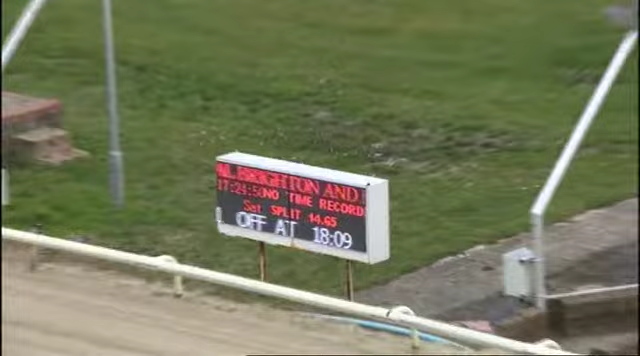 BRIGHTON AND
17:24:50 NO TIME RECORD
Sat SPLIT 14.65
L OFF AT 18:09